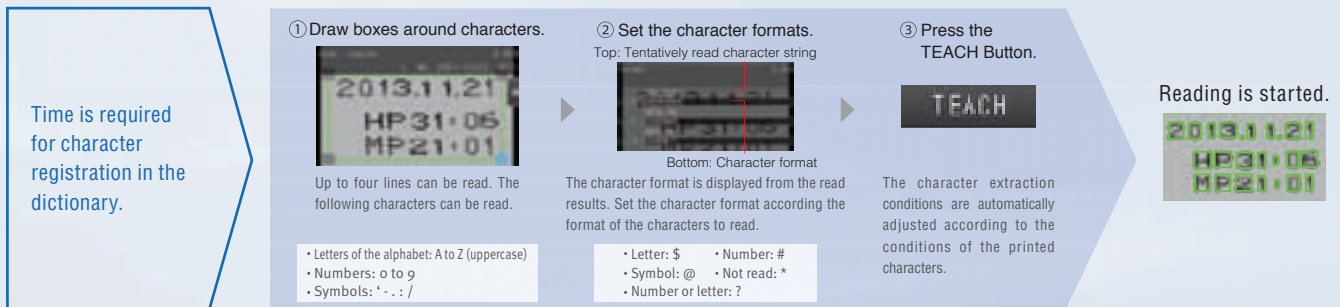 Time is required
for character
registration in the
dictionary.
① Draw boxes around characters.
2013.11.21
HP31:06
MP21:01
Up to four lines can be read. The
following characters can be read.
• Letters of the alphabet: A to Z (uppercase)
• Numbers: 0 to 9
• Symbols: ‘ - . : /
② Set the character formats.
Top: Tentatively read character string
Bottom: Character format
The character format is displayed from the read
results. Set the character format according the
format of the characters to read.
• Letter: $ • Number: #
• Symbol: @ • Not read: *
• Number or letter: ?
③ Press the
TEACH Button.
TEACH
The character extraction
conditions are automatically
adjusted according to the
conditions of the printed
characters.
Reading is started.
2013.11.21
HP31:06
MP21:01